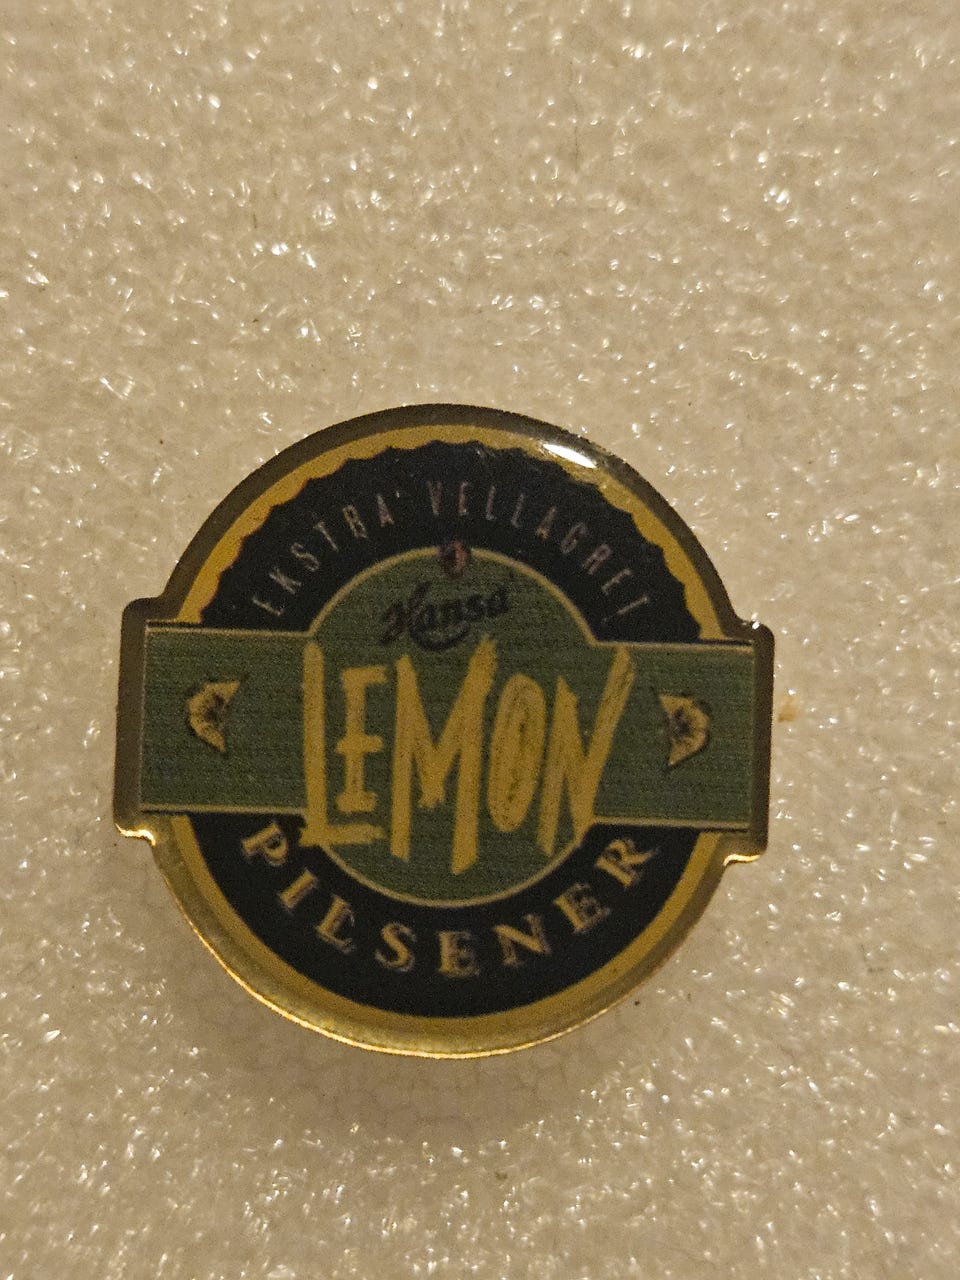 EKSTRA VELLAGRET
Hansa
LEMON
PILSENER